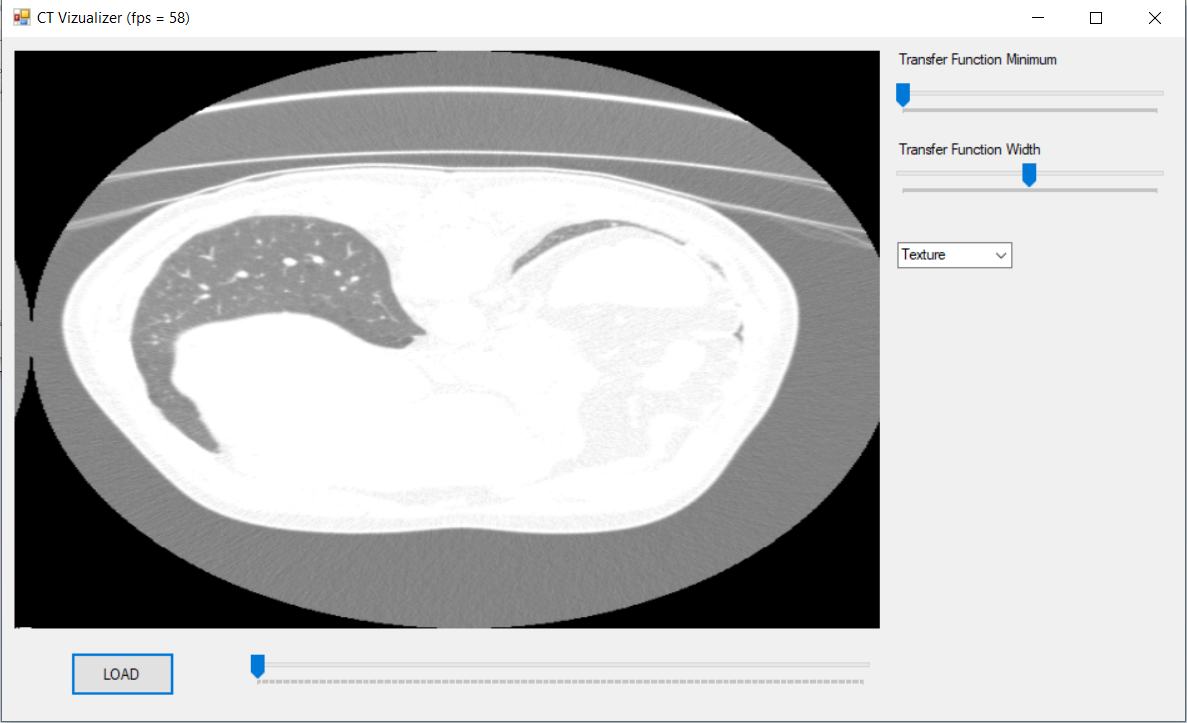 CT Vizualizer (fps = 58)
Transfer Function Minimum
Transfer Function Width
Texture
LOAD